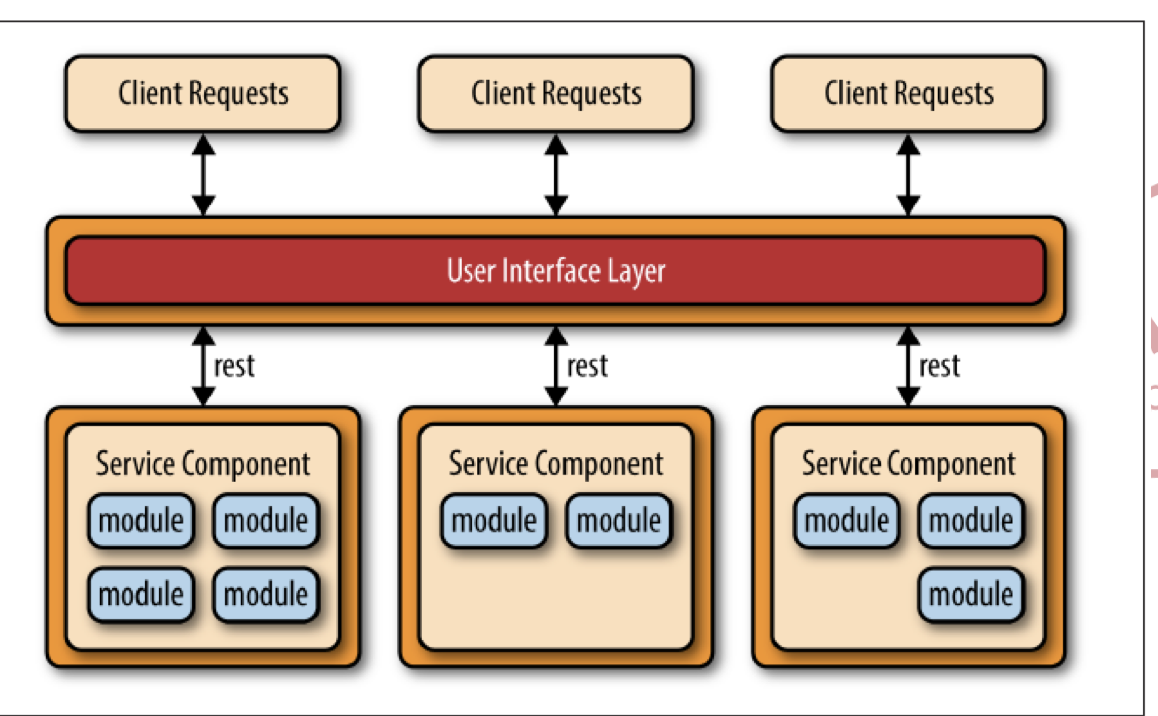 Client Requests
Client Requests
Client Requests
User Interface Layer
rest
rest
rest
Service Component
module
module
module
module
Service Component
module
module
Service Component
module
module
module